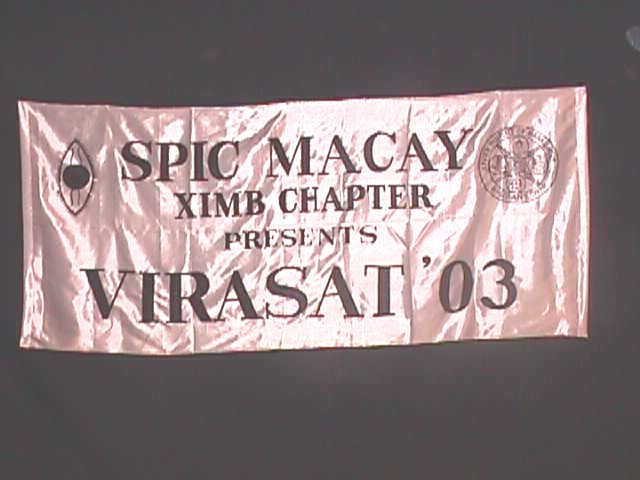 SPIC MACAY
XIMB CHAPTER
PRESENTS
VIRASAT '03